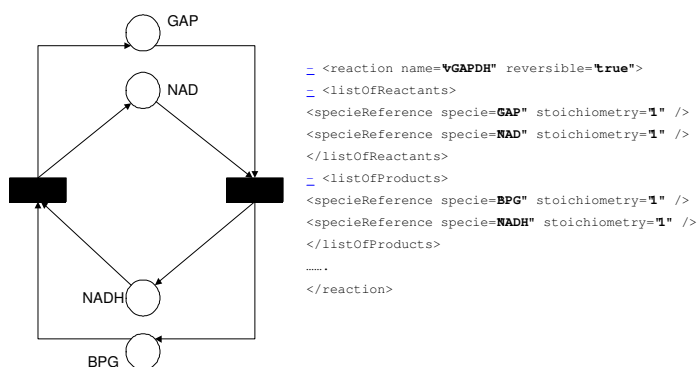 GAP
NAD
NADH
BPG
- <reaction name="vGAPDH" reversible="true">
- <listOfReactants>
<specieReference specie="GAP" stoichiometry="1" />
<specieReference specie="NAD" stoichiometry="1" />
</listOfReactants>
- <listOfProducts>
<specieReference specie="BPG" stoichiometry="1" />
<specieReference specie="NADH" stoichiometry="1" />
</listOfProducts>
…….
</reaction>